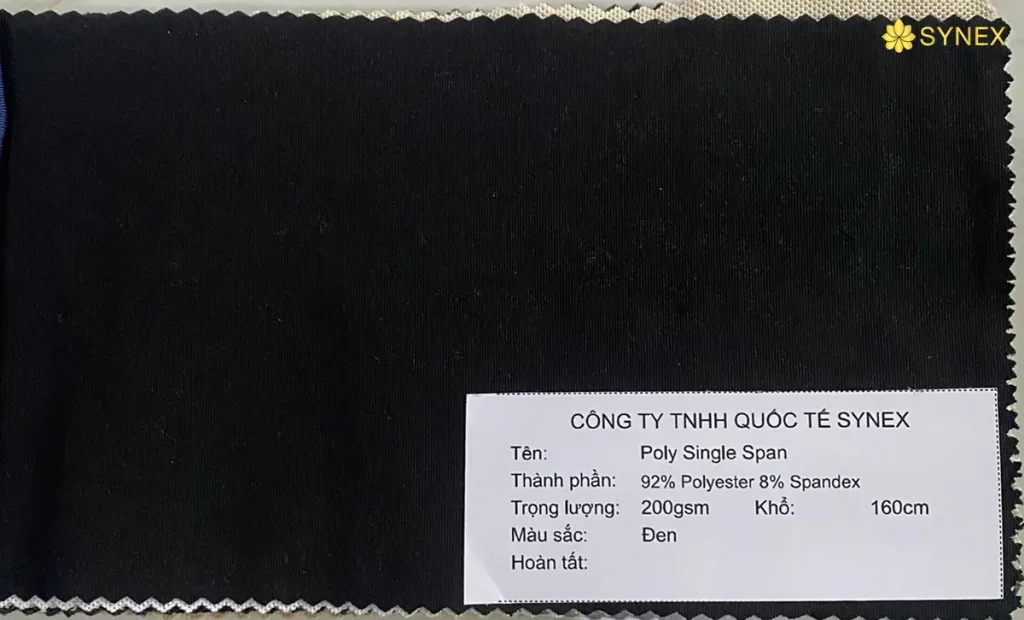 SYNEX
CÔNG TY TNHH QUỐC TẾ SYNEX
Tên: Poly Single Span
Thành phần: 92% Polyester 8% Spandex
Trọng lượng: 200gsm Khổ: 160cm
Màu sắc: Đen
Hoàn tất: